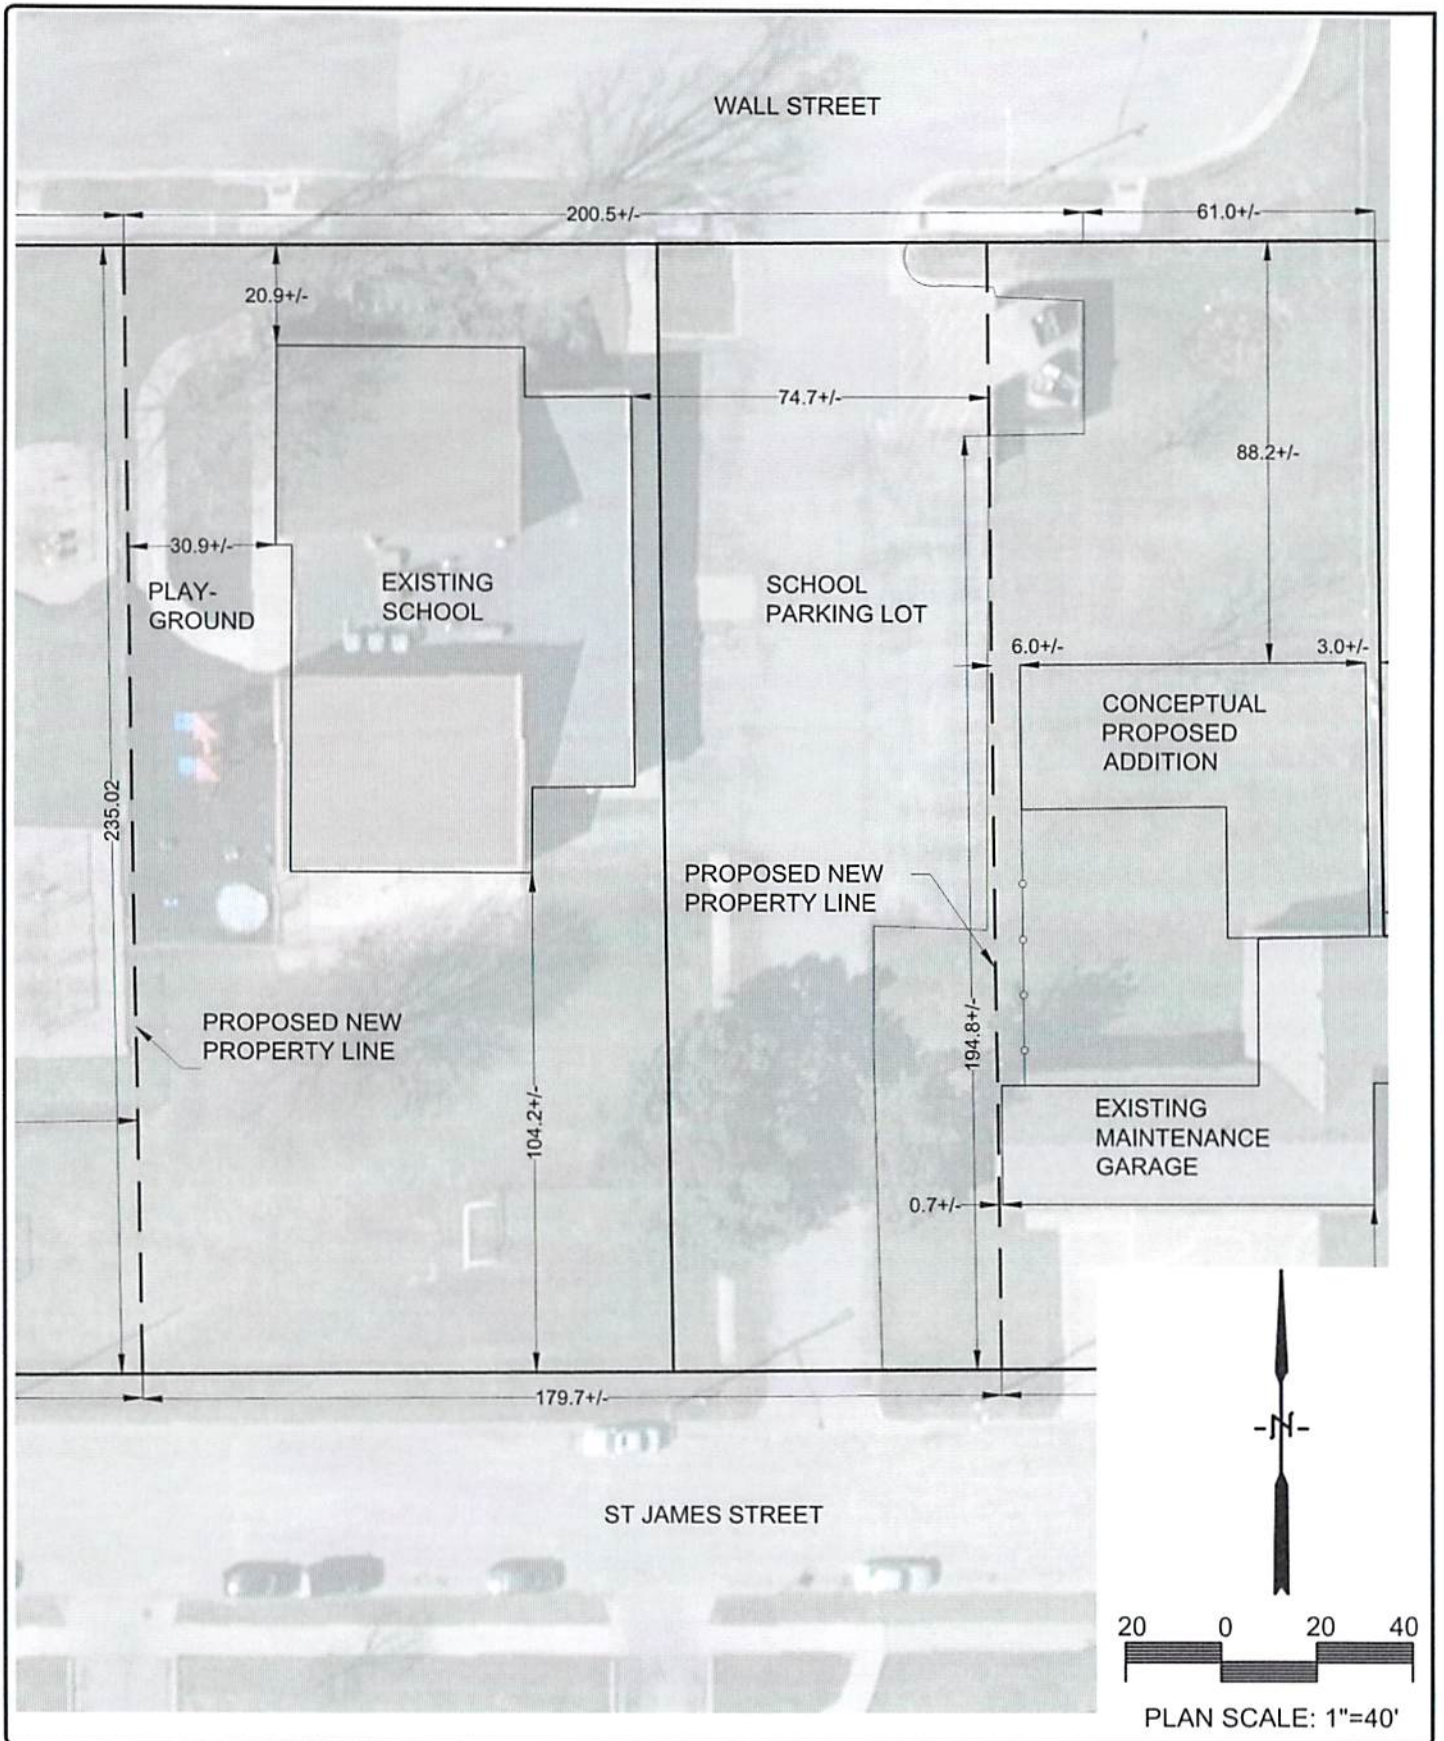 WALL STREET
200.5+/-
61.0+/-
20.9+/-
74.7+/-
88.2+/-
30.9+/-
PLAY-
GROUND
EXISTING
SCHOOL
SCHOOL
PARKING LOT
6.0+/-
3.0+/-
CONCEPTUAL
PROPOSED
ADDITION
235.02
PROPOSED NEW
PROPERTY LINE
PROPOSED NEW
PROPERTY LINE
194.8+/-
104.2+/-
EXISTING
MAINTENANCE
GARAGE
0.7+/-
179.7+/-
-N-
ST JAMES STREET
20 0 20 40
PLAN SCALE: 1"=40'